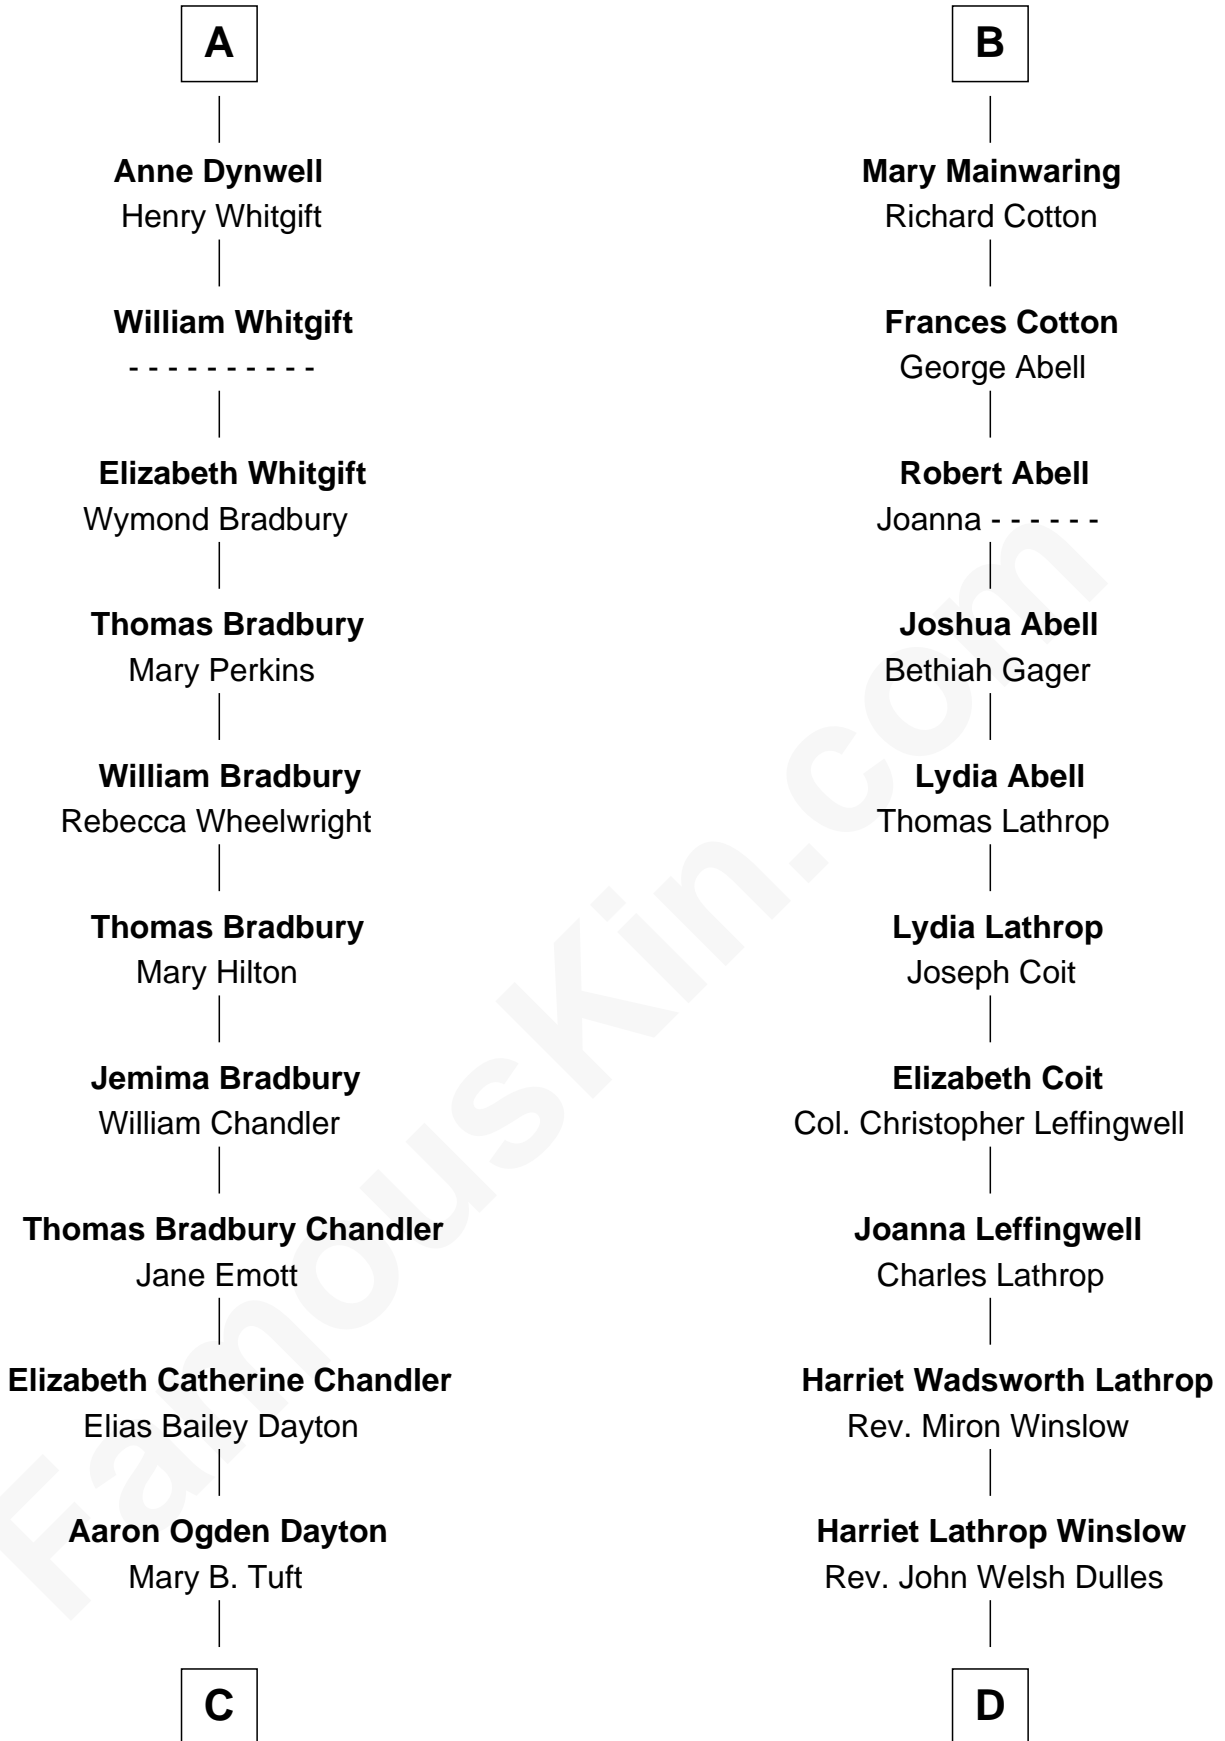 A
Anne Dynwell
Henry Whitgift
William Whitgift
- - - - - - - - - -
Elizabeth Whitgift
Wymond Bradbury
Thomas Bradbury
Mary Perkins
William Bradbury
Rebecca Wheelwright
Thomas Bradbury
Mary Hilton
Jemima Bradbury
William Chandler
Thomas Bradbury Chandler
Jane Emott
Elizabeth Catherine Chandler
Elias Bailey Dayton
Aaron Ogden Dayton
Mary B. Tuft
C
B
Mary Mainwaring
Richard Cotton
Frances Cotton
George Abell
Robert Abell
Joanna - - - - - -
Joshua Abell
Bethiah Gager
Lydia Abell
Thomas Lathrop
Lydia Lathrop
Joseph Coit
Elizabeth Coit
Col. Christopher Leffingwell
Joanna Leffingwell
Charles Lathrop
Harriet Wadsworth Lathrop
Rev. Miron Winslow
Harriet Lathrop Winslow
Rev. John Welsh Dulles
D
FamousKin.com